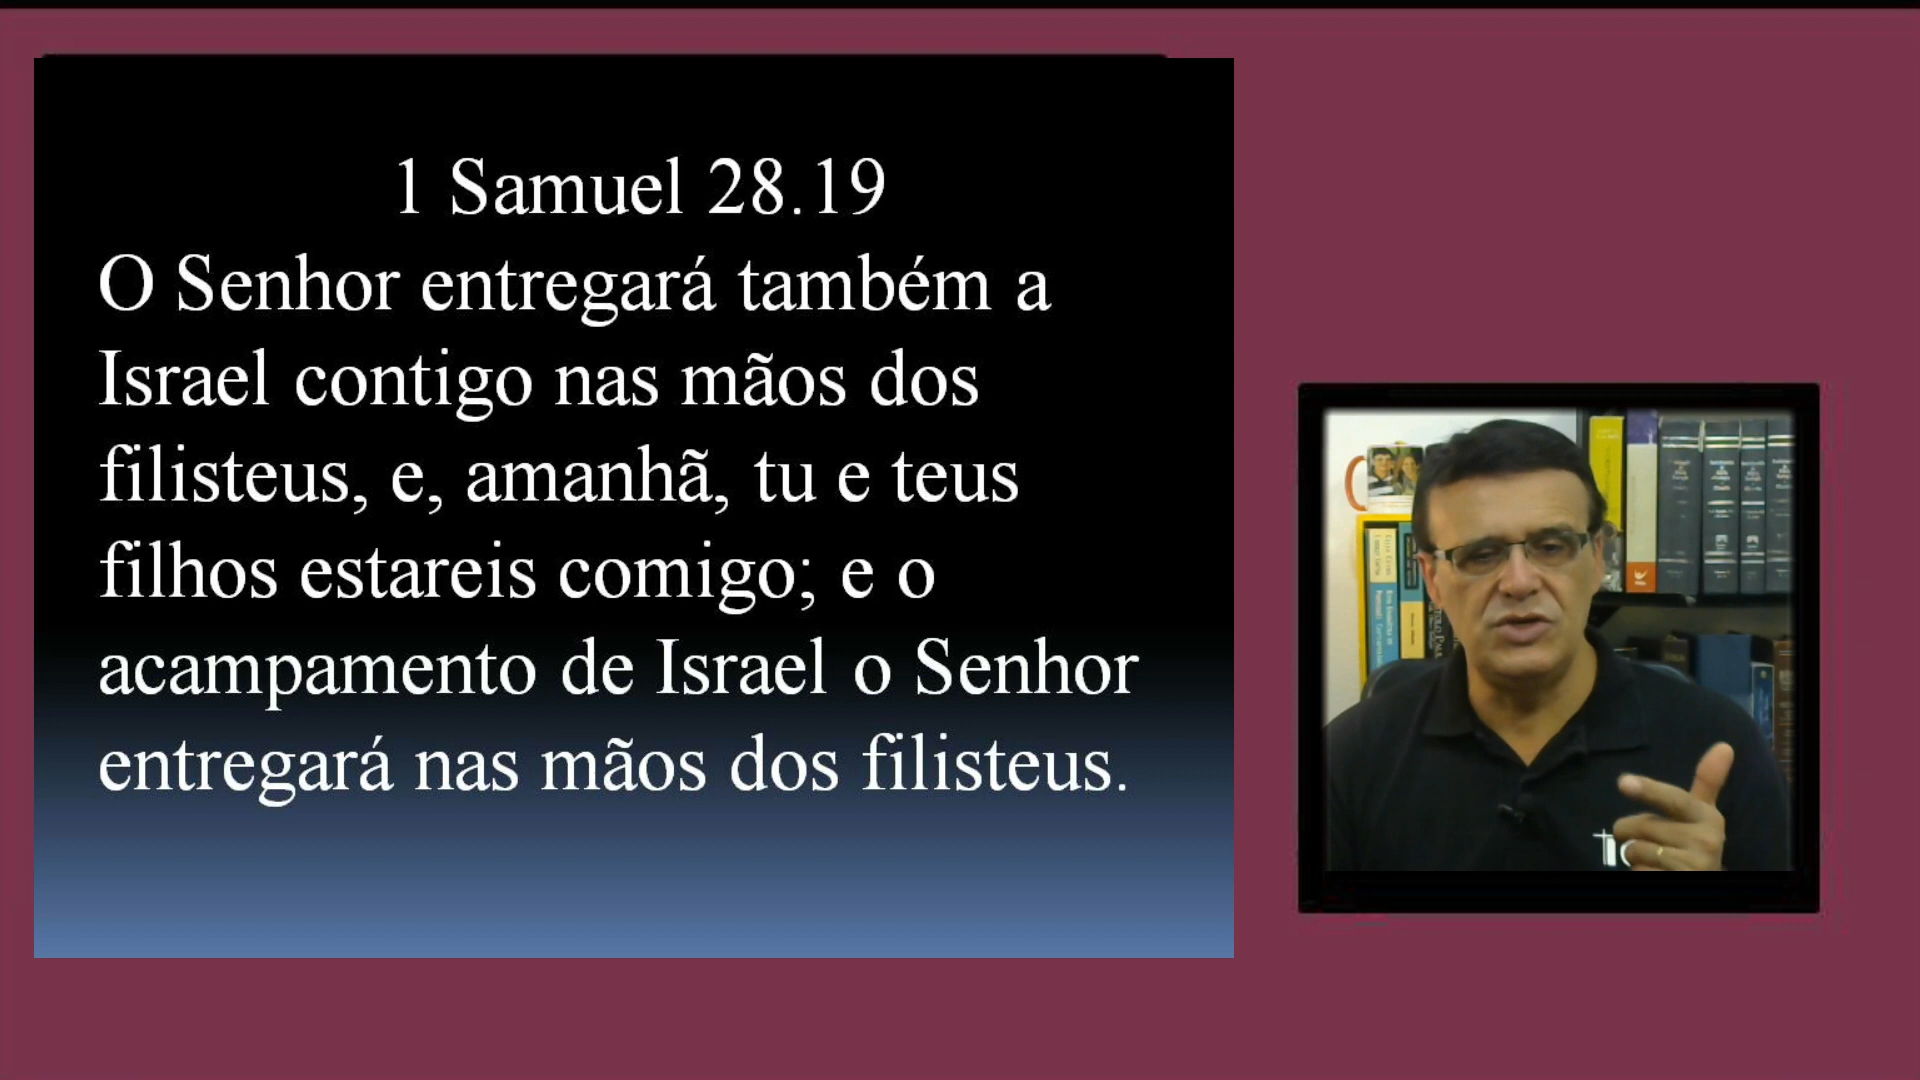 1 Samuel 28.19
O Senhor entregará também a
Israel contigo nas mãos dos
filisteus, e, amanhã, tu e teus
filhos estareis comigo; e o
acampamento de Israel o Senhor
entregará nas mãos dos filisteus.